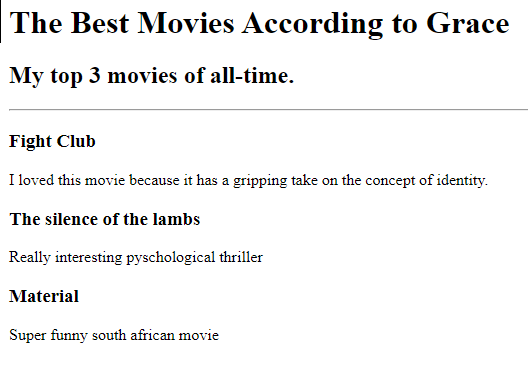 The Best Movies According to Grace
My top 3 movies of all-time.
Fight Club
I loved this movie because it has a gripping take on the concept of identity.
The silence of the lambs
Really interesting pyschological thriller
Material
Super funny south african movie